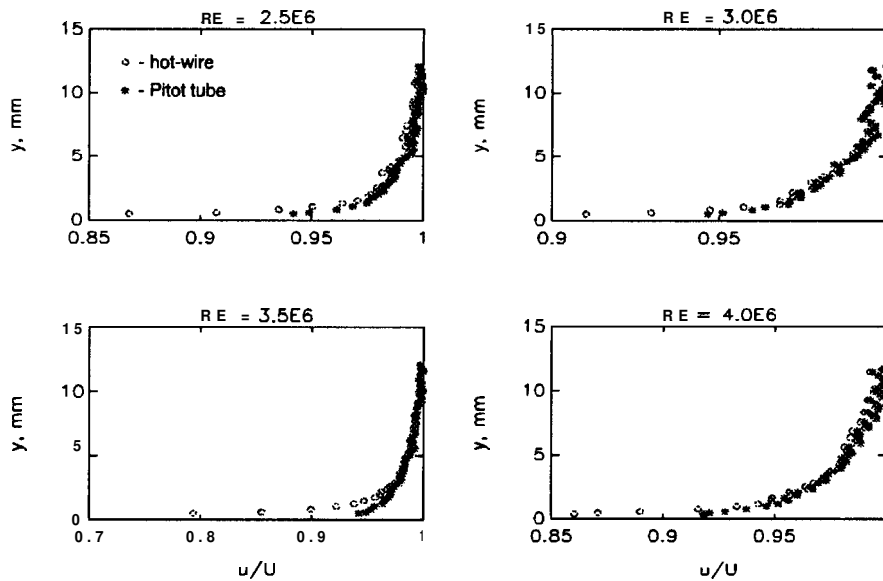 RE = 2.5E6
15
10
5
0
y, mm
○ - hot-wire
* - Pitot tube
0.85 0.9 0.95 1
RE = 3.0E6
15
10
5
0
y, mm
0.9 0.95
RE = 3.5E6
15
10
5
0
y, mm
0.7 0.8 0.9 1
u/U
RE = 4.0E6
15
10
5
0
y, mm
0.85 0.9 0.95
u/U